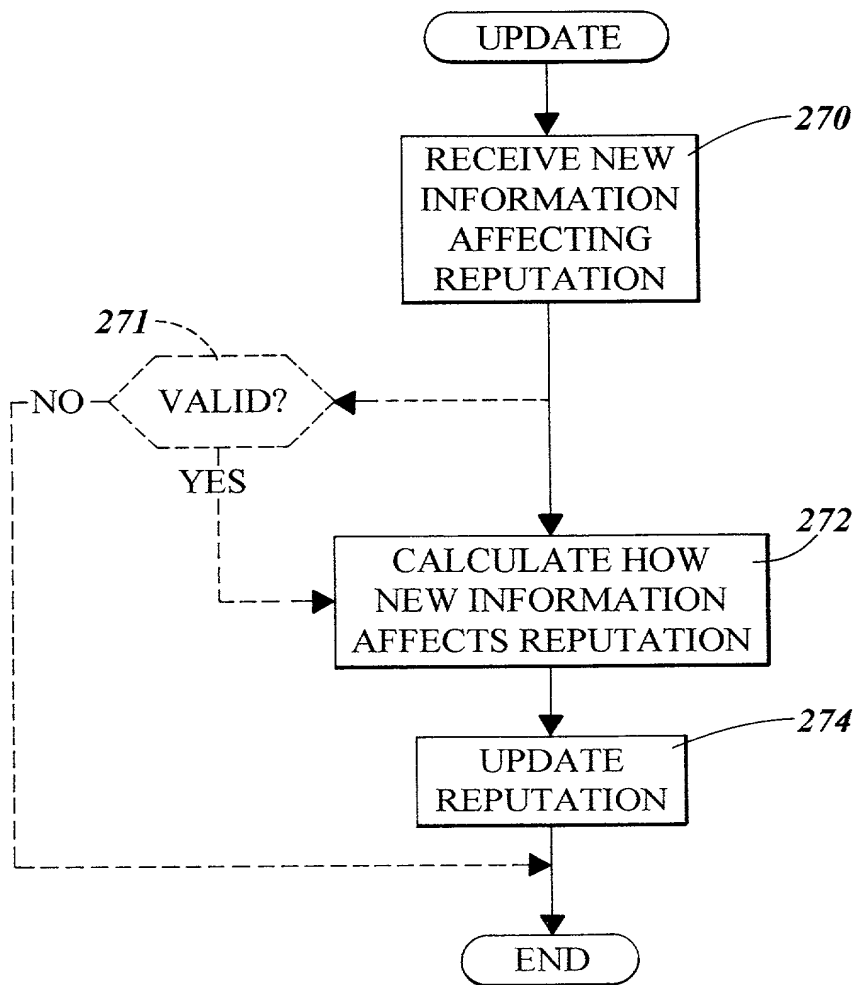 UPDATE
270
RECEIVE NEW
INFORMATION
AFFECTING
REPUTATION
271
NO
VALID?
YES
272
CALCULATE HOW
NEW INFORMATION
AFFECTS REPUTATION
274
UPDATE
REPUTATION
END